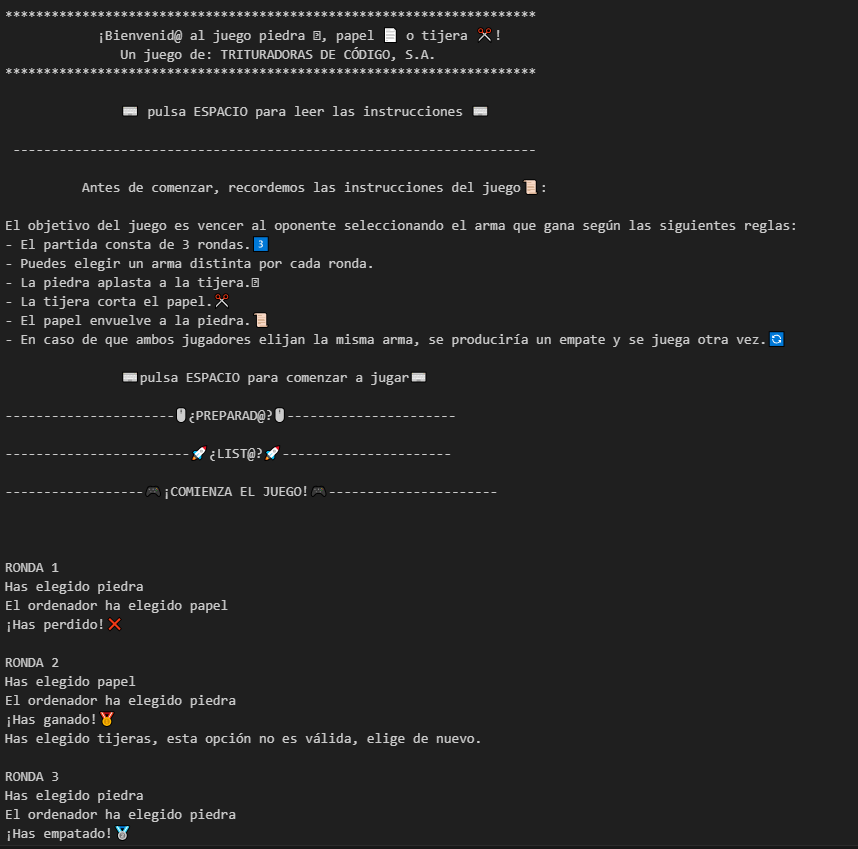 *********************************************************************
¡Bienvenid@ al juego piedra 🪨, papel 📄 o tijera ✂️!
Un juego de: TRITURADORAS DE CÓDIGO, S.A.
*********************************************************************
⌨️ pulsa ESPACIO para leer las instrucciones ⌨️
--------------------------------------------------------------------
Antes de comenzar, recordemos las instrucciones del juego📜:
El objetivo del juego es vencer al oponente seleccionando el arma que gana según las siguientes reglas:
- El partida consta de 3 rondas.3️⃣
- Puedes elegir un arma distinta por cada ronda.
- La piedra aplasta a la tijera.🪨
- La tijera corta el papel.✂️
- El papel envuelve a la piedra.📜
- En caso de que ambos jugadores elijan la misma arma, se produciría un empate y se juega otra vez.🔄
⌨️pulsa ESPACIO para comenzar a jugar⌨️
----------------------🖱️¿PREPARAD@?🖱️----------------------
------------------------🚀¿LIST@?🚀----------------------
------------------🎮¡COMIENZA EL JUEGO!🎮----------------------
RONDA 1
Has elegido piedra
El ordenador ha elegido papel
¡Has perdido!❌
RONDA 2
Has elegido papel
El ordenador ha elegido piedra
¡Has ganado!🏅
Has elegido tijeras, esta opción no es válida, elige de nuevo.
RONDA 3
Has elegido piedra
El ordenador ha elegido piedra
¡Has empatado!🥈